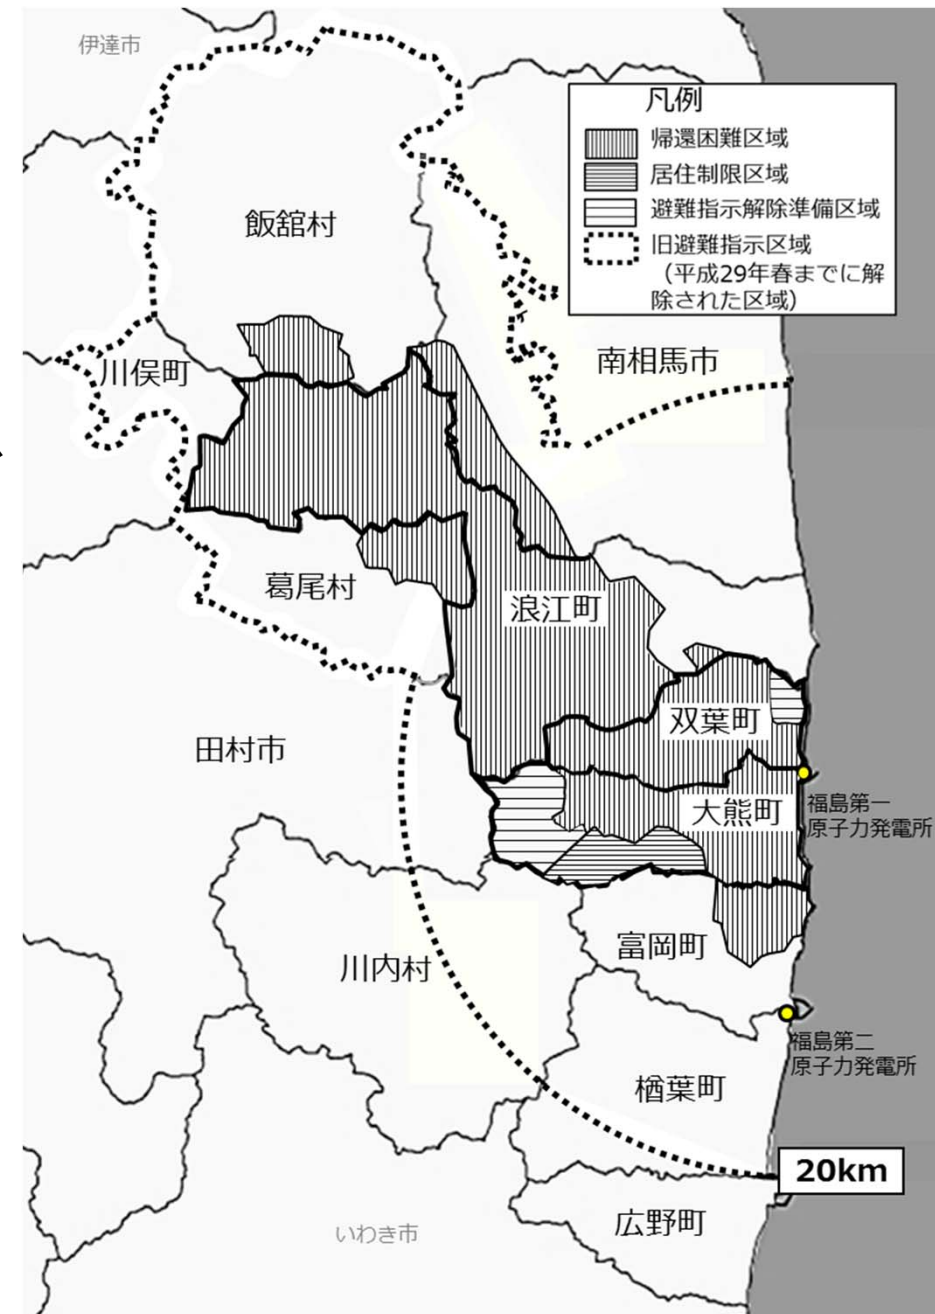 伊達市
凡例
帰還困難区域
居住制限区域
避難指示解除準備区域
旧避難指示区域
（平成29年春までに解
除された区域）
飯舘村
南相馬市
川俣町
葛尾村
浪江町
双葉町
田村市
大熊町
福島第一
原子力発電所
富岡町
川内村
福島第二
原子力発電所
楢葉町
20km
広野町
いわき市